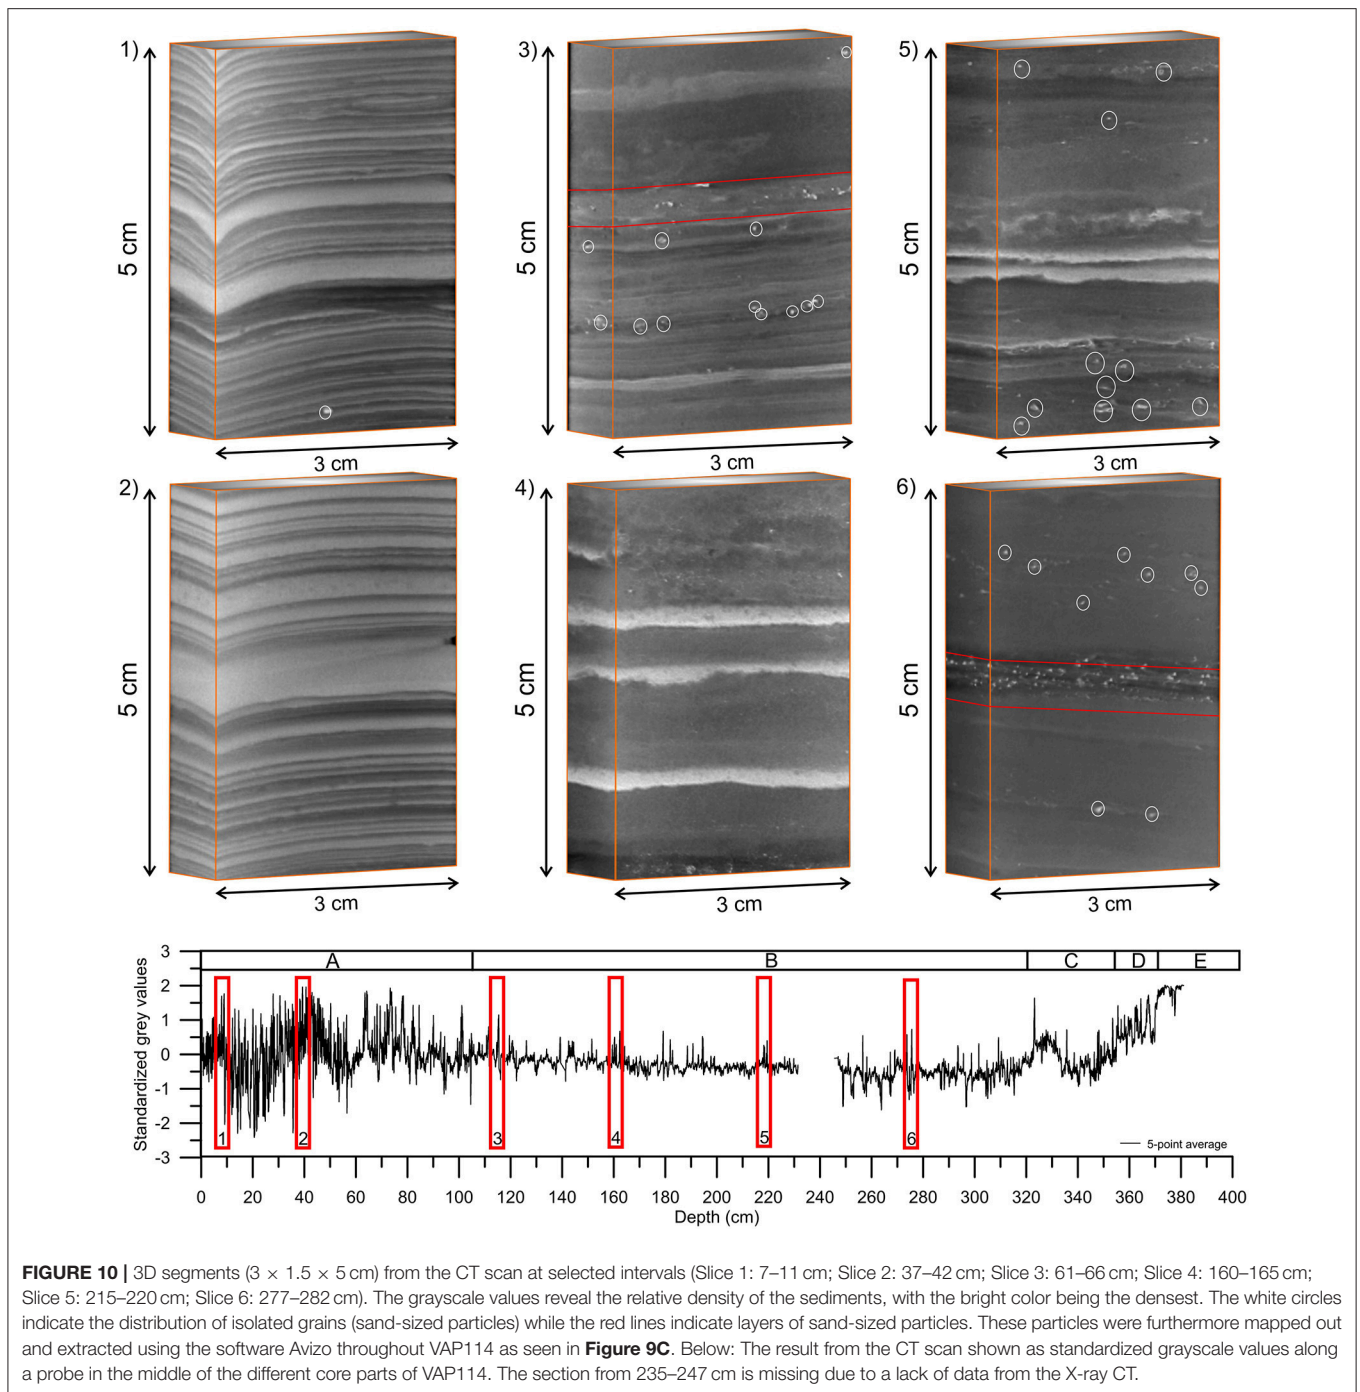 1)
5 cm
3 cm
3)
5 cm
3 cm
5)
5 cm
3 cm
2)
5 cm
3 cm
4)
5 cm
3 cm
6)
5 cm
3 cm
A B C D E
Standardized grey values
3
2
1
0
-1
-2
-3
1 2 3 4 5 6
5-point average
0 20 40 60 80 100 120 140 160 180 200 220 240 260 280 300 320 340 360 380 400
Depth (cm)
FIGURE 10 | 3D segments (3 × 1.5 × 5 cm) from the CT scan at selected intervals (Slice 1: 7–11 cm; Slice 2: 37–42 cm; Slice 3: 61–66 cm; Slice 4: 160–165 cm;
Slice 5: 215–220 cm; Slice 6: 277–282 cm). The grayscale values reveal the relative density of the sediments, with the bright color being the densest. The white circles
indicate the distribution of isolated grains (sand-sized particles) while the red lines indicate layers of sand-sized particles. These particles were furthermore mapped out
and extracted using the software Avizo throughout VAP114 as seen in Figure 9C. Below: The result from the CT scan shown as standardized grayscale values along
a probe in the middle of the different core parts of VAP114. The section from 235–247 cm is missing due to a lack of data from the X-ray CT.